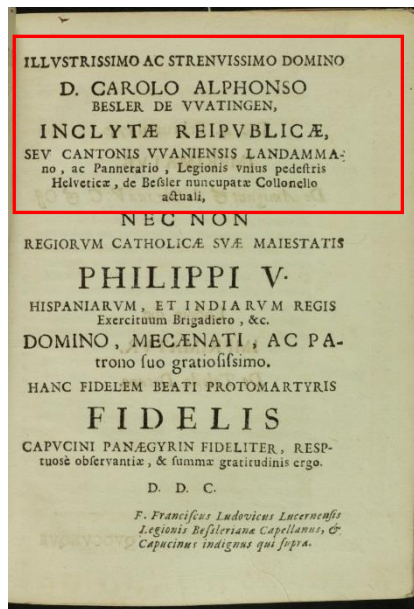 ILLVSTRISSIMO AC STRENVISSIMO DOMINO
D. CAROLO ALPHONSO
BESLER DE VVATINGEN,
INCLYTÆ REIPVBLICÆ,
SEV CANTONIS VVANIENSIS LANDAMMA-
no, ac Pannerario, Legionis vnius pedeſtris
Helveticæ, de Beſsler nuncupatæ Collonello
actuali,
NEC NON
REGIORVM CATHOLICÆ SVÆ MAIESTATIS
PHILIPPI V.
HISPANIARVM, ET INDIARVM REGIS
Exercituum Brigadiero, &c.
DOMINO, MECÆNATI, AC PA-
trono ſuo gratioſiſsimo.
HANC FIDELEM BEATI PROTOMARTYRIS
FIDELIS
CAPVCINI PANÆGYRIN FIDELITER, RESP-
tuosè obſervantiæ, & ſummæ gratitudinis ergo.
D. D. C.
F. Franciſcus Ludovicus Lucernenſis
Legionis Beſslerianæ Capellanus, &
Capucinus indignus qui ſupra.